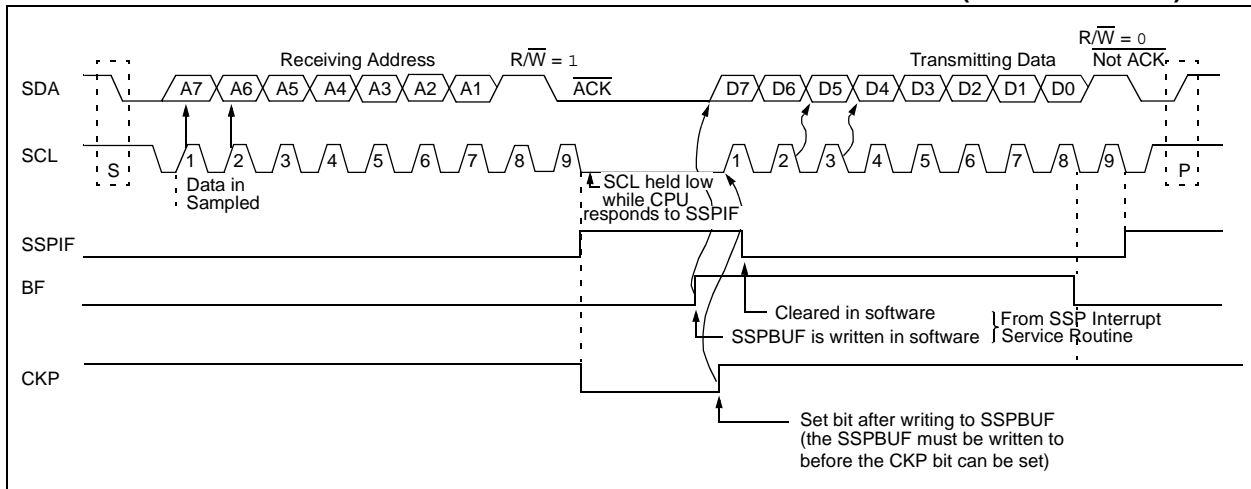 R/W = 0
Receiving Address R/W = 1 Transmitting Data Not ACK
SDA A7 A6 A5 A4 A3 A2 A1 ACK D7 D6 D5 D4 D3 D2 D1 D0
SCL 1 2 3 4 5 6 7 8 9 1 2 3 4 5 6 7 8 9
S P
Data in
Sampled
SCL held low
while CPU
responds to SSPIF
SSPIF
BF
Cleared in software
SSPBUF is written in software
From SSP Interrupt
Service Routine
CKP
Set bit after writing to SSPBUF
(the SSPBUF must be written to
before the CKP bit can be set)